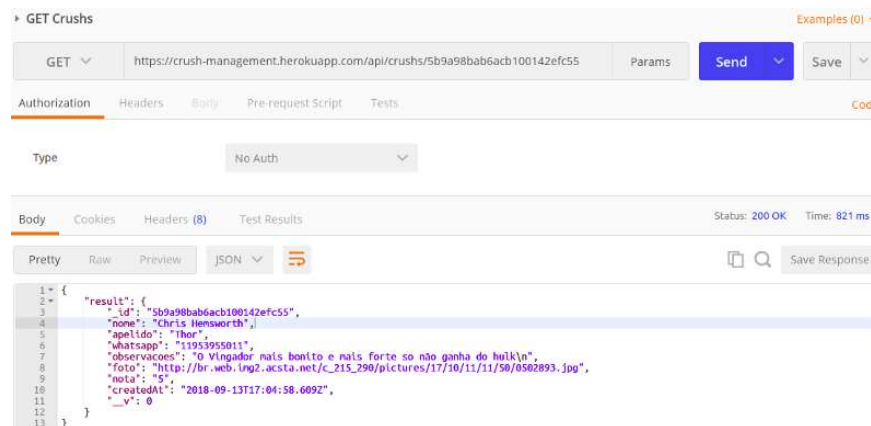 GET Crushs Examples (0)
GET https://crush-management.herokuapp.com/api/crushs/5b9a98bab6acb100142efc55 Params Send Save
Authorization Headers Body Pre-request Script Tests Cod
Type No Auth
Body Cookies Headers (8) Test Results Status: 200 OK Time: 821 ms
Pretty Raw Preview JSON Save Response
1 {
2 "result": {
3 "_id": "5b9a98bab6acb100142efc55",
4 "nome": "Chris Hemsworth",
5 "apelido": "Thor",
6 "whatsapp": "11953955011",
7 "observacoes": "O Vingador mais bonito e mais forte so não ganha do hulk\n",
8 "foto": "http://br.web.img2.acsta.net/c_215_290/pictures/17/10/11/11/50/0502893.jpg",
9 "nota": "5",
10 "createdAt": "2018-09-13T17:04:58.609Z",
11 "__v": 0
12 }
13 }